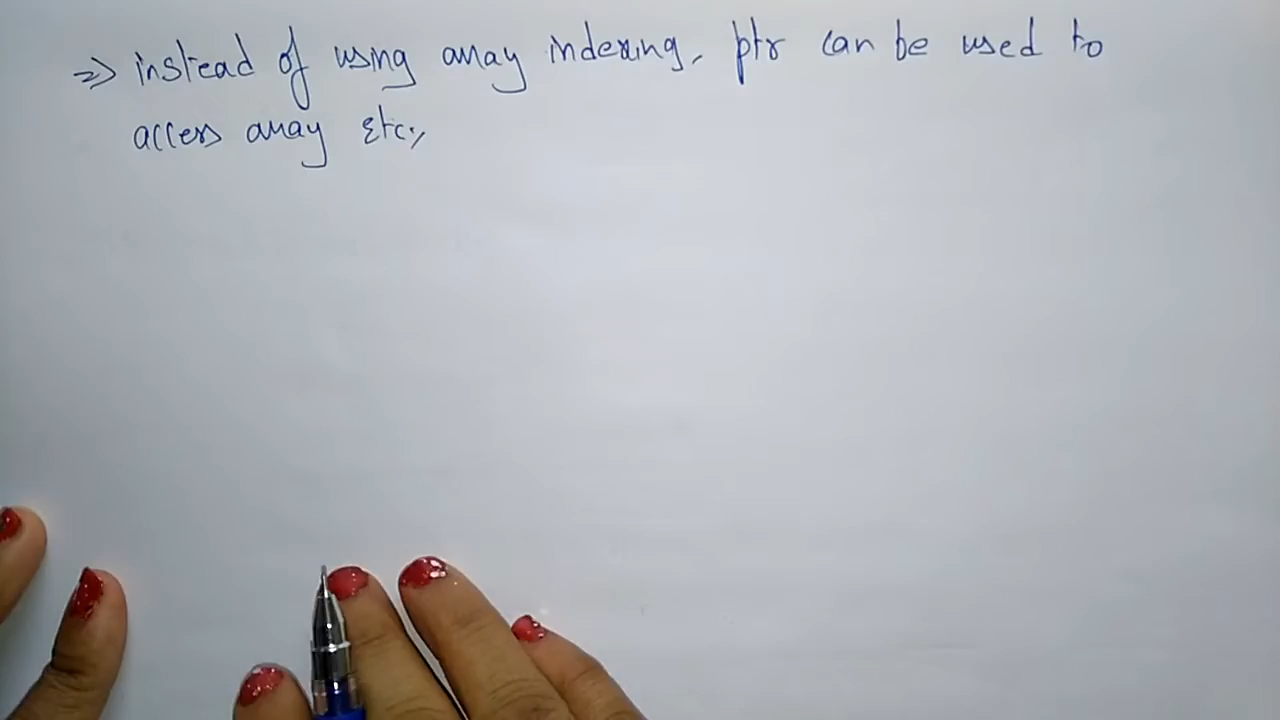 => instead of using array indexing, ptr can be used to
access array etc.,